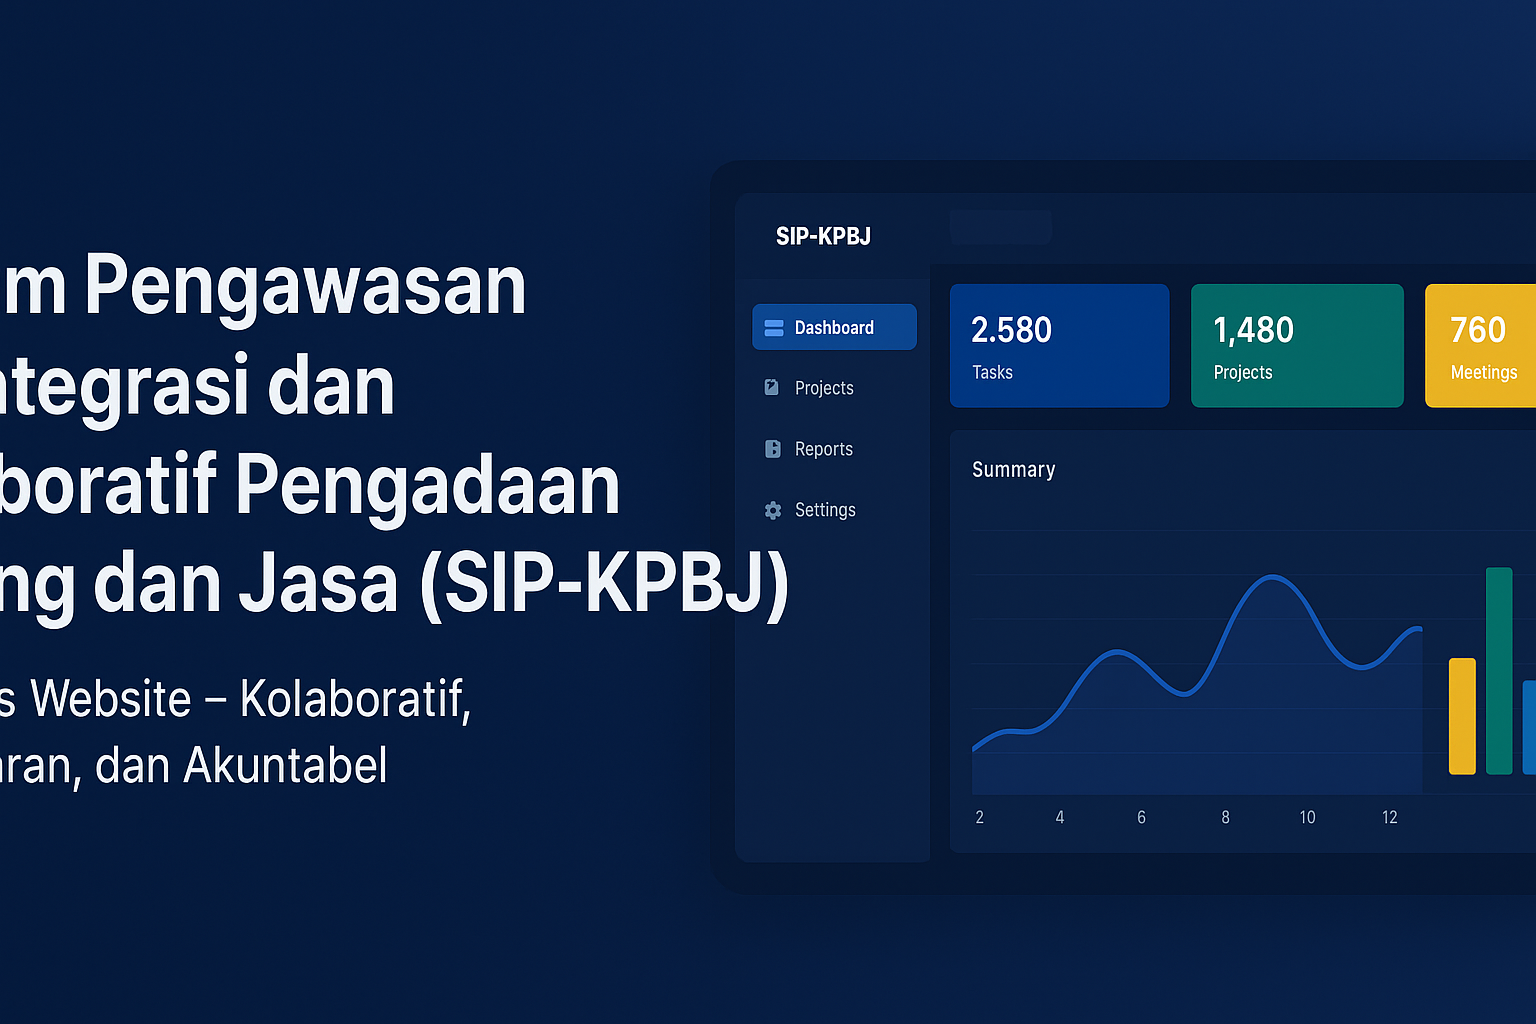 m Pengawasan
ntegrasi dan
boratif Pengadaan
ng dan Jasa (SIP-KPBJ)
s Website – Kolaboratif,
aran, dan Akuntabel
SIP-KPBJ
Dashboard
Projects
Reports
Settings
2.580
Tasks
1,480
Projects
760
Meetings
Summary
2 4 6 8 10 12